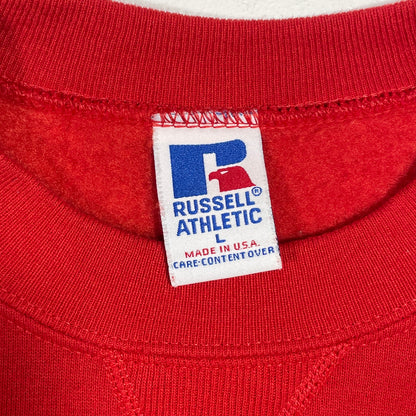 R
RUSSELL®
ATHLETIC
L
MADE IN U.S.A.
CARE-CONTENT OVER